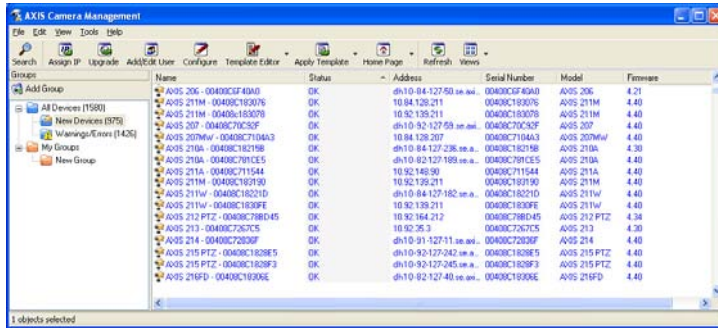 AXIS Camera Management
File Edit View Tools Help
Search Assign IP Upgrade Add/Edit User Configure Template Editor Apply Template Home Page Refresh Views
Groups
Add Group
All Devices (1580)
New Devices (975)
Warnings/Errors (1426)
My Groups
New Group
Name Status Address Serial Number Model Firmware
AXIS 206 - 00408C6F40A0 OK dh10-84-127-50.se.axi... 00408C6F40A0 AXIS 206 4.21
AXIS 211M - 00408C183076 OK 10.84.128.211 00408C183076 AXIS 211M 4.40
AXIS 211M - 00408c183078 OK 10.92.139.211 00408C183078 AXIS 211M 4.40
AXIS 207 - 00408C70C92F OK dh10-92-127-59.se.axi... 00408C70C92F AXIS 207 4.40
AXIS 207MW - 00408C7104A3 OK 10.84.128.207 00408C7104A3 AXIS 207MW 4.40
AXIS 210A - 00408C18215B OK dh10-84-127-236.se.a... 00408C18215B AXIS 210A 4.30
AXIS 210A - 00408C781CE5 OK dh10-82-127-189.se.a... 00408C781CE5 AXIS 210A 4.40
AXIS 211A - 00408C711544 OK 10.92.148.90 00408C711544 AXIS 211A 4.40
AXIS 211M - 00408C183190 OK 10.92.139.211 00408C183190 AXIS 211M 4.40
AXIS 211W - 00408C18221D OK dh10-84-127-182.se.a... 00408C18221D AXIS 211W 4.40
AXIS 211W - 00408C1830FE OK 10.92.139.211 00408C1830FE AXIS 211W 4.40
AXIS 212 PTZ - 00408C78BD45 OK 10.92.164.212 00408C78BD45 AXIS 212 PTZ 4.34
AXIS 213 - 00408C7267C5 OK 10.92.35.3 00408C7267C5 AXIS 213 4.30
AXIS 214 - 00408C72836F OK dh10-91-127-11.se.axi... 00408C72836F AXIS 214 4.40
AXIS 215 PTZ - 00408C1828E5 OK dh10-92-127-242.se.a... 00408C1828E5 AXIS 215 PTZ 4.40
AXIS 215 PTZ - 00408C1828F3 OK dh10-92-127-245.se.a... 00408C1828F3 AXIS 215 PTZ 4.40
AXIS 216FD - 00408C18306E OK dh10-82-127-40.se.axi... 00408C18306E AXIS 216FD 4.40
1 objects selected